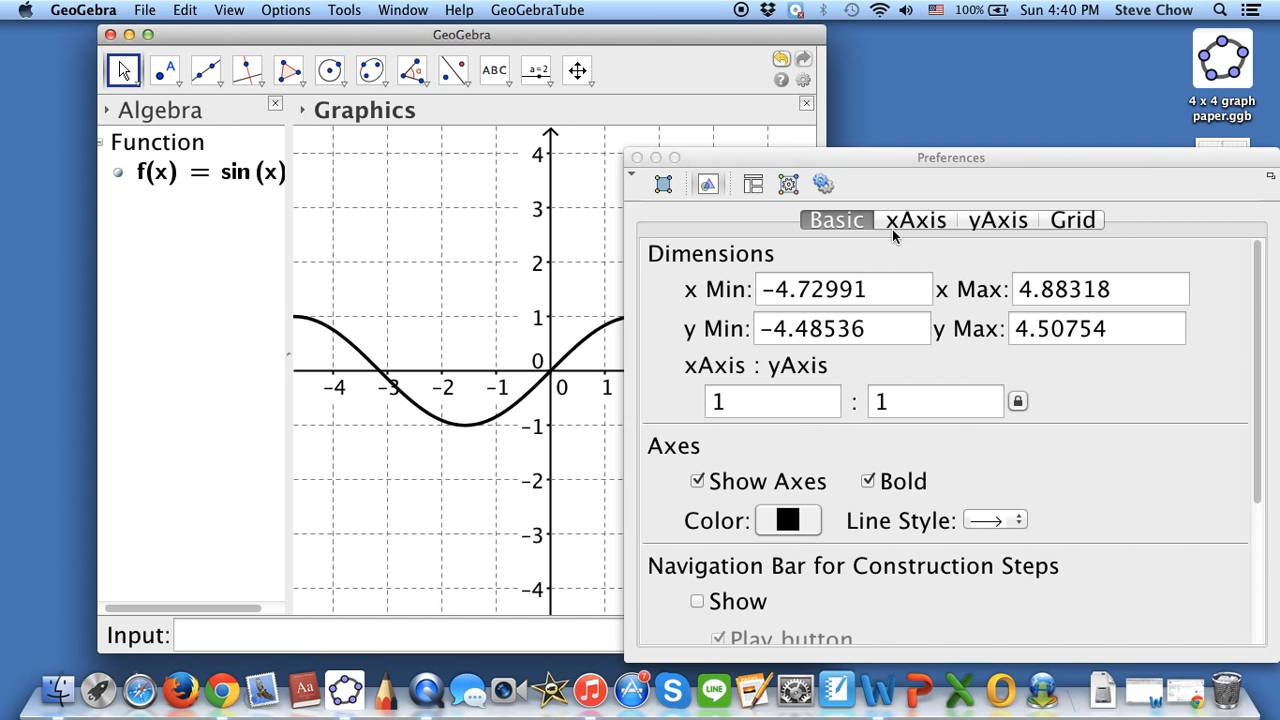 GeoGebra File Edit View Options Tools Window Help GeoGebraTube 100% Sun 4:40 PM Steve Chow
GeoGebra
A ABC a=2
4 x 4 graph
paper.ggb
Algebra
Graphics
Function
f(x) = sin (x)
4
3
2
1
0
-4 -3 -2 -1 0 1
-1
-2
-3
-4
Input:
Preferences
Basic xAxis yAxis Grid
Dimensions
x Min: -4.72991 x Max: 4.88318
y Min: -4.48536 y Max: 4.50754
xAxis : yAxis
1 : 1
Axes
Show Axes Bold
Color: Line Style:
Navigation Bar for Construction Steps
Show
Play button
Aa LINE W P X O